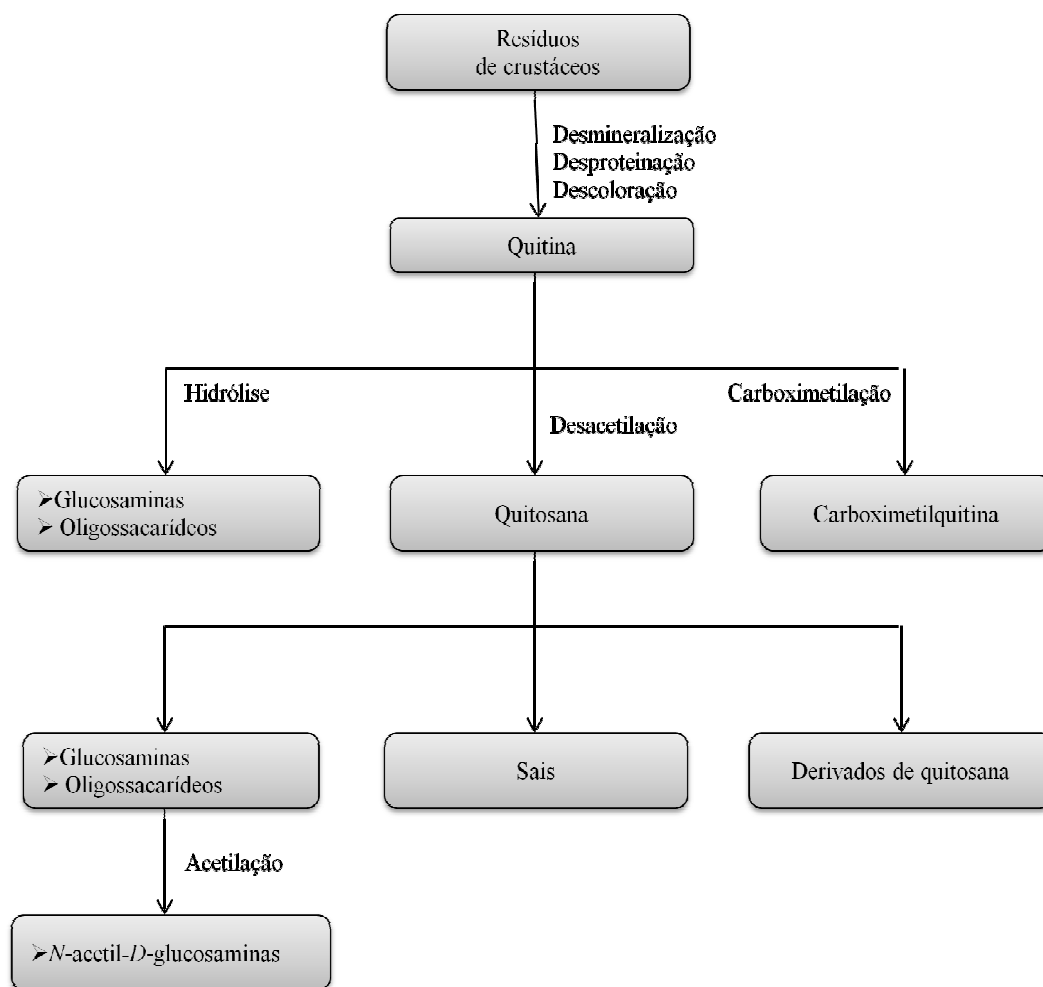 Resíduos
de crustáceos
Desmineralização
Desproteinação
Descoloração
Quitina
Hidrólise
Carboximetilação
Desacetilação
➢Glucosaminas
➢ Oligossacarídeos
Quitosana
Carboximetilquitina
➢Glucosaminas
➢ Oligossacarídeos
Sais
Derivados de quitosana
Acetilação
➢N-acetil-D-glucosaminas